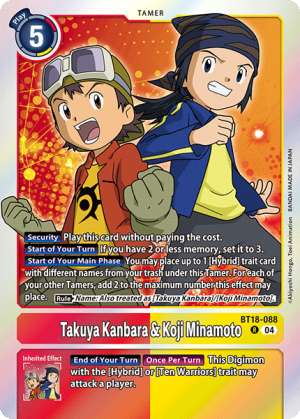 TAMER
Play
5
Security Play this card without paying the cost.
Start of Your Turn If you have 2 or less memory, set it to 3.
Start of Your Main Phase You may place up to 1 [Hybrid] trait card
with different names from your trash under this Tamer. For each of
your other Tamers, add 2 to the maximum number this effect may
place. Rule Name: Also treated as [Takuya Kanbara]/[Koji Minamoto].
©Akiyoshi Hongo, Toei Animation BANDAI MADE IN JAPAN
BT18-088
Takuya Kanbara & Koji Minamoto
R 04
Inherited Effect
End of Your Turn Once Per Turn This Digimon
with the [Hybrid] or [Ten Warriors] trait may
attack a player.